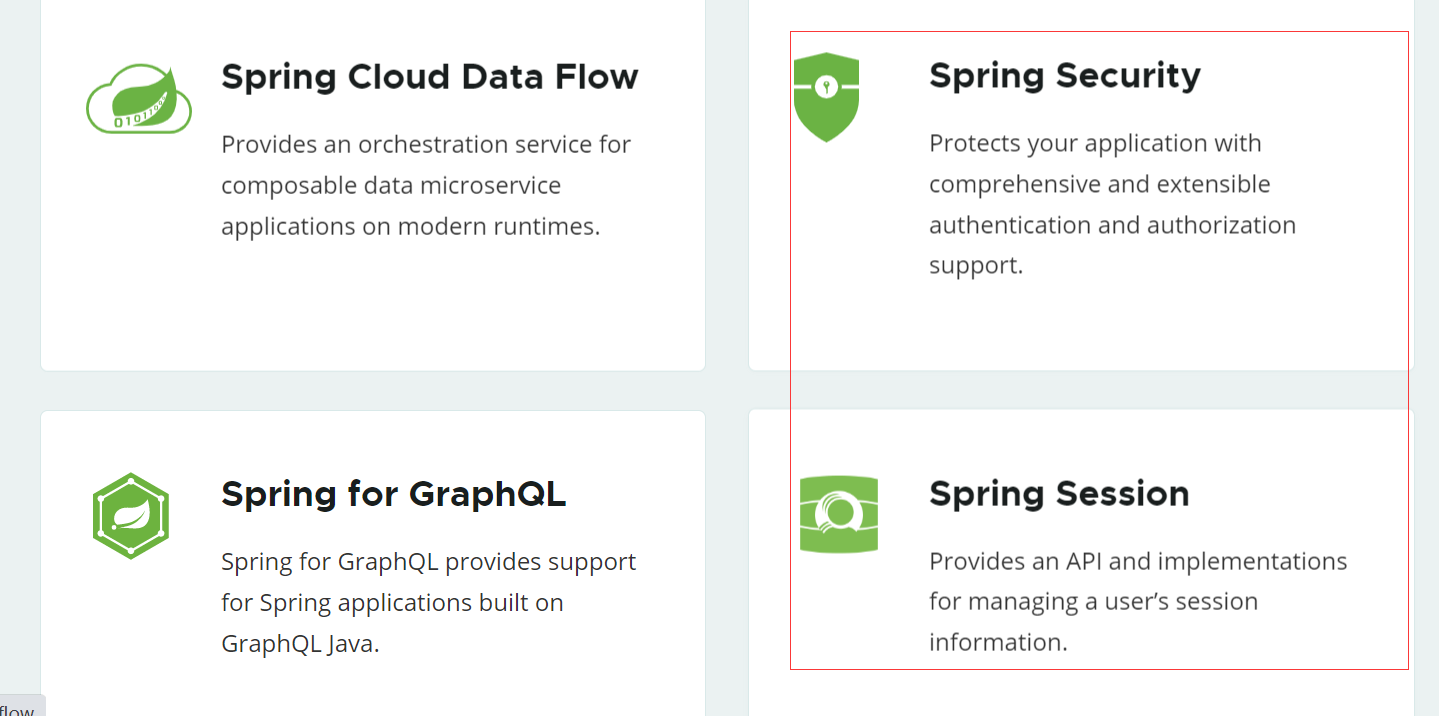 Spring Cloud Data Flow
Provides an orchestration service for
composable data microservice
applications on modern runtimes.
Spring Security
Protects your application with
comprehensive and extensible
authentication and authorization
support.
Spring for GraphQL
Spring for GraphQL provides support
for Spring applications built on
GraphQL Java.
Spring Session
Provides an API and implementations
for managing a user’s session
information.
flow